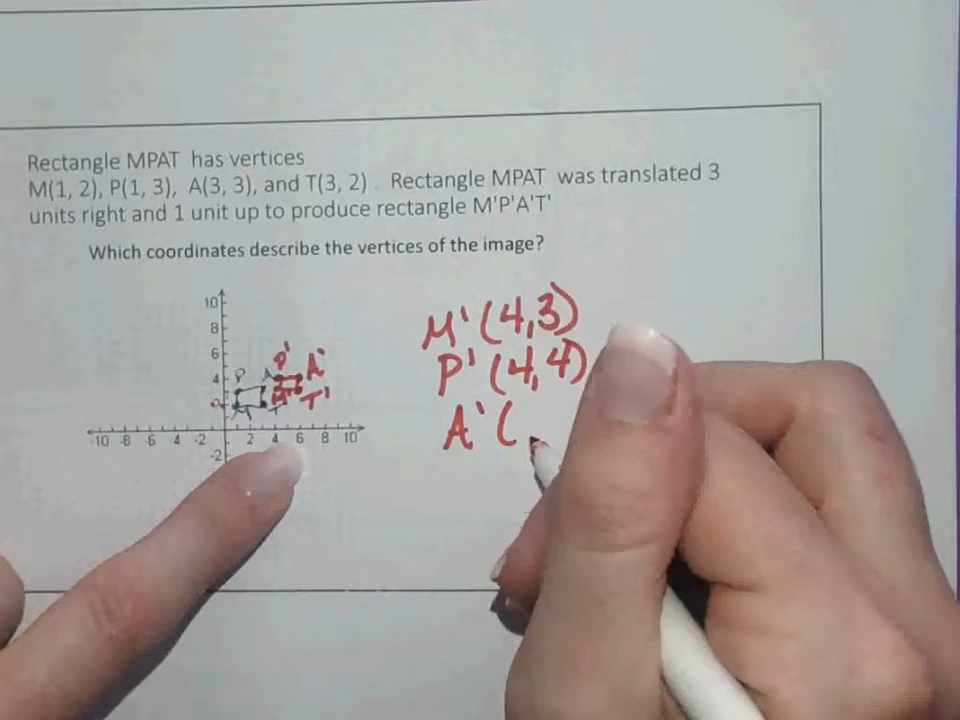 Rectangle MPAT has vertices
M(1, 2), P(1, 3), A(3, 3), and T(3, 2) . Rectangle MPAT was translated 3
units right and 1 unit up to produce rectangle M'P'A'T'
Which coordinates describe the vertices of the image?
10
8
6
4
2
P A P' A'
M T M' T'
-10 -8 -6 -4 -2 2 4 6 8 10
-2
M' (4,3)
P' (4,4)
A' (